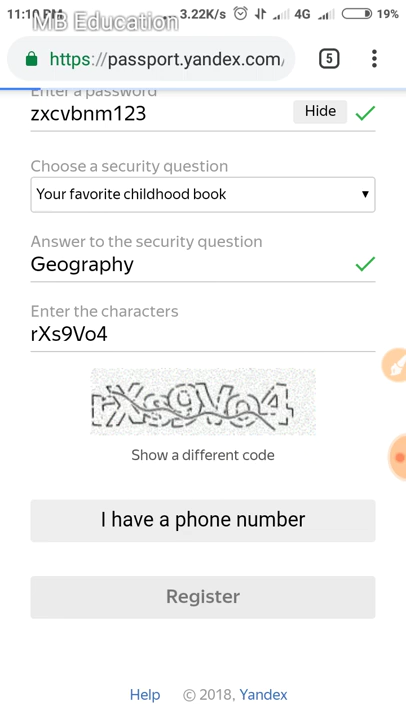 11:10 PM ...3.22K/s 4G 19%
MB Education
https://passport.yandex.com/ 5
Enter a password
zxcvbnm123 Hide
Choose a security question
Your favorite childhood book
Answer to the security question
Geography
Enter the characters
rXs9Vo4
rXs9Vo4
Show a different code
I have a phone number
Register
Help © 2018, Yandex